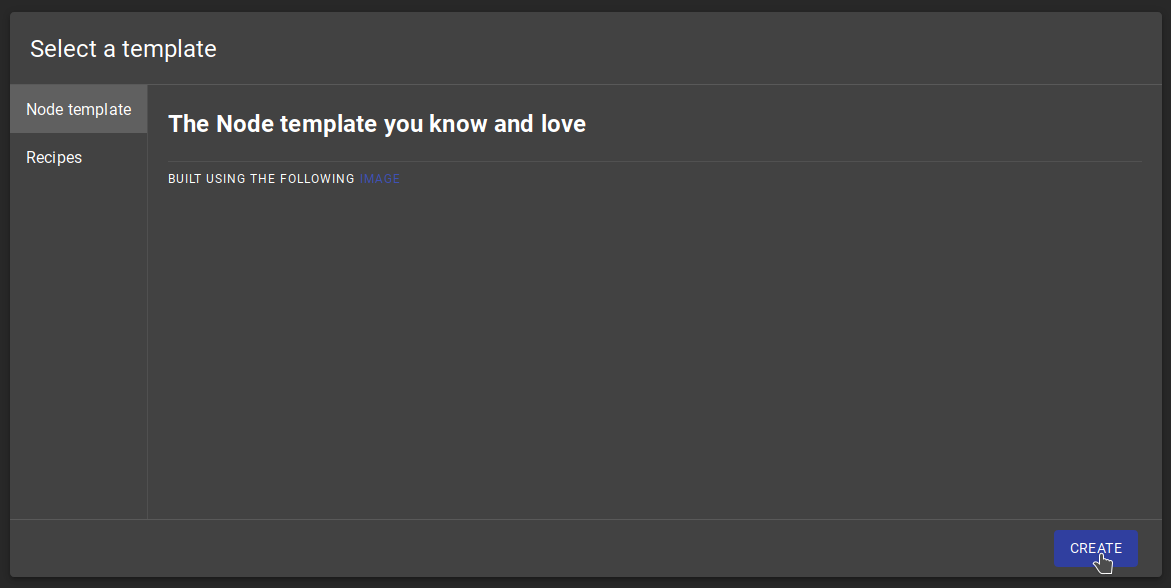 Select a template
Node template
Recipes
The Node template you know and love
BUILT USING THE FOLLOWING IMAGE
CREATE